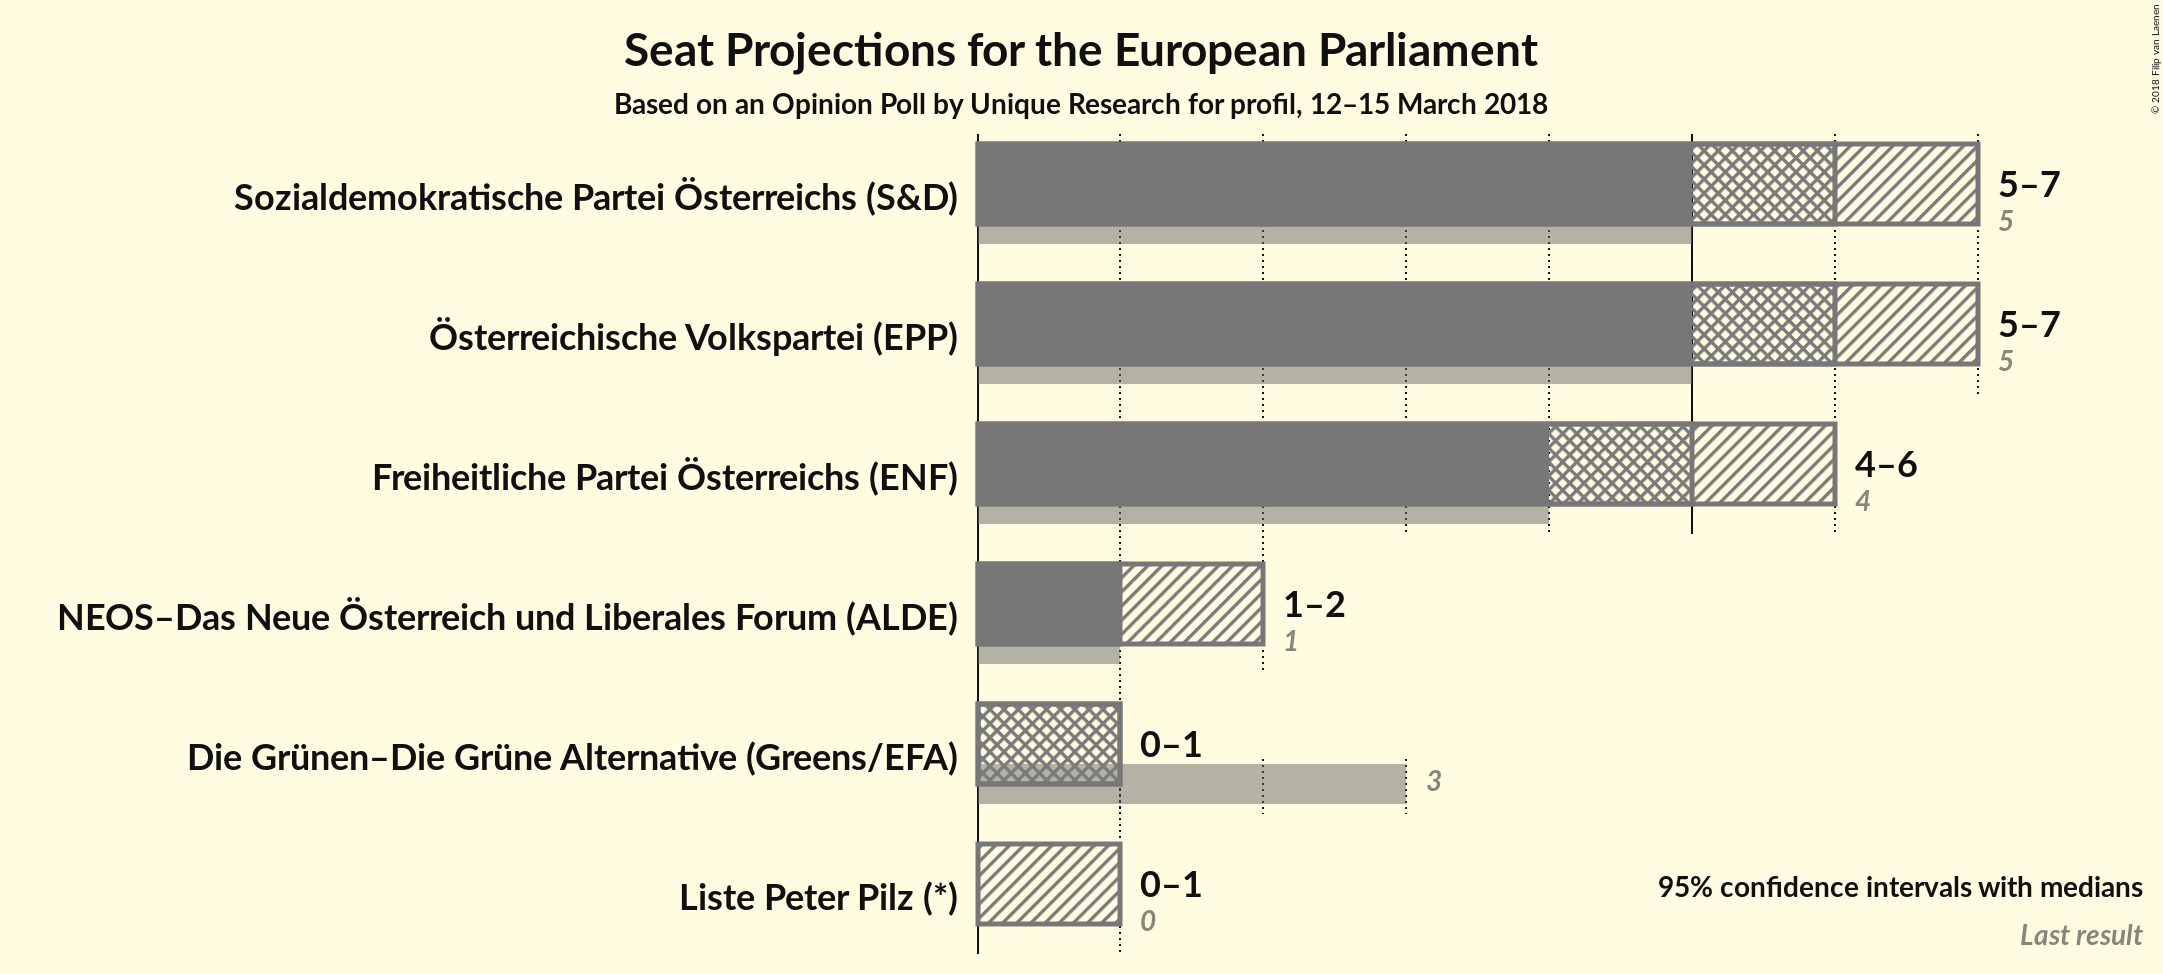 Seat Projections for the European Parliament
Based on an Opinion Poll by Unique Research for profil, 12–15 March 2018
© 2018 Filip van Laenen
Sozialdemokratische Partei Österreichs (S&D)
5–7
5
Österreichische Volkspartei (EPP)
5–7
5
Freiheitliche Partei Österreichs (ENF)
4–6
4
NEOS–Das Neue Österreich und Liberales Forum (ALDE)
1–2
1
Die Grünen–Die Grüne Alternative (Greens/EFA)
0–1
3
Liste Peter Pilz (*)
0–1
0
95% confidence intervals with medians
Last result